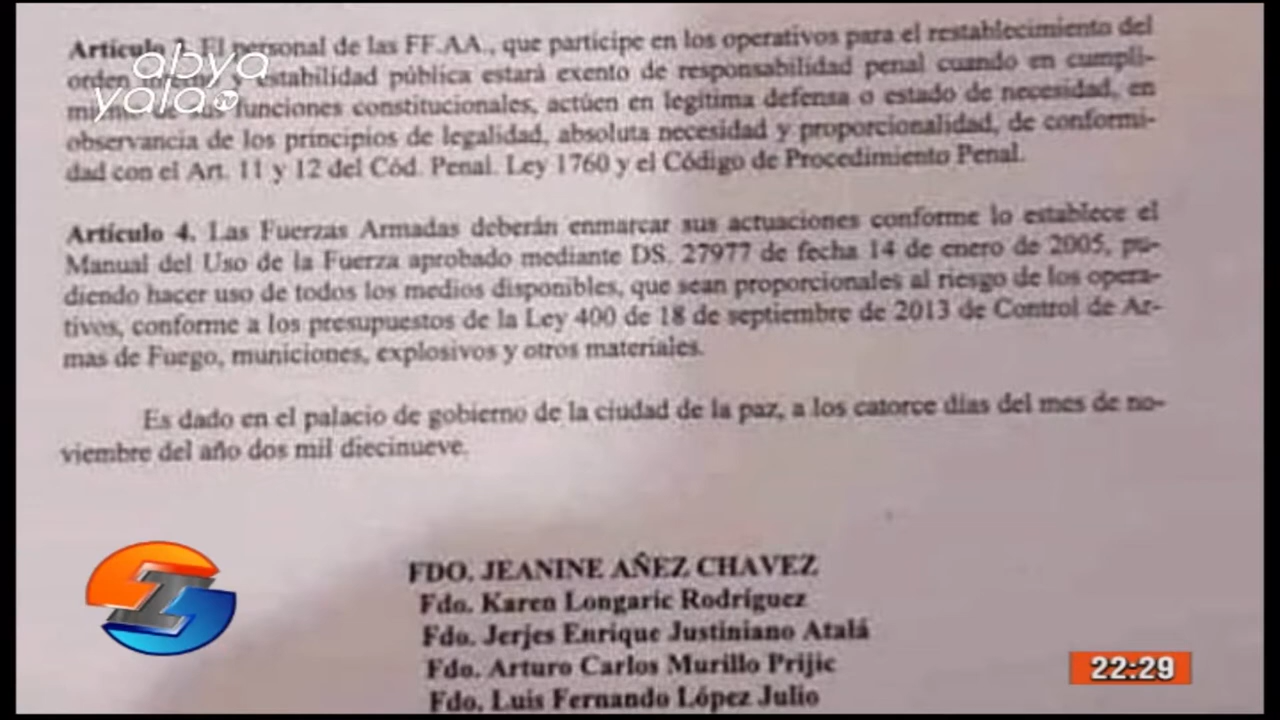 abya
yala tv
Artículo 3. El personal de las FF.AA., que participe en los operativos para el restablecimiento del
orden interno y estabilidad pública estará exento de responsabilidad penal cuando en cumpli-
miento de sus funciones constitucionales, actúen en legítima defensa o estado de necesidad, en
observancia de los principios de legalidad, absoluta necesidad y proporcionalidad, de conformi-
dad con el Art. 11 y 12 del Cód. Penal. Ley 1760 y el Código de Procedimiento Penal.
Artículo 4. Las Fuerzas Armadas deberán enmarcar sus actuaciones conforme lo establece el
Manual del Uso de la Fuerza aprobado mediante DS. 27977 de fecha 14 de enero de 2005, pu-
diendo hacer uso de todos los medios disponibles, que sean proporcionales al riesgo de los opera-
tivos, conforme a los presupuestos de la Ley 400 de 18 de septiembre de 2013 de Control de Ar-
mas de Fuego, municiones, explosivos y otros materiales.
Es dado en el palacio de gobierno de la ciudad de la paz, a los catorce días del mes de no-
viembre del año dos mil diecinueve.
FDO. JEANINE AÑEZ CHAVEZ
Fdo. Karen Longaric Rodríguez
Fdo. Jerjes Enrique Justiniano Atalá
Fdo. Arturo Carlos Murillo Prijic
Fdo. Luis Fernando López Julio
22:29